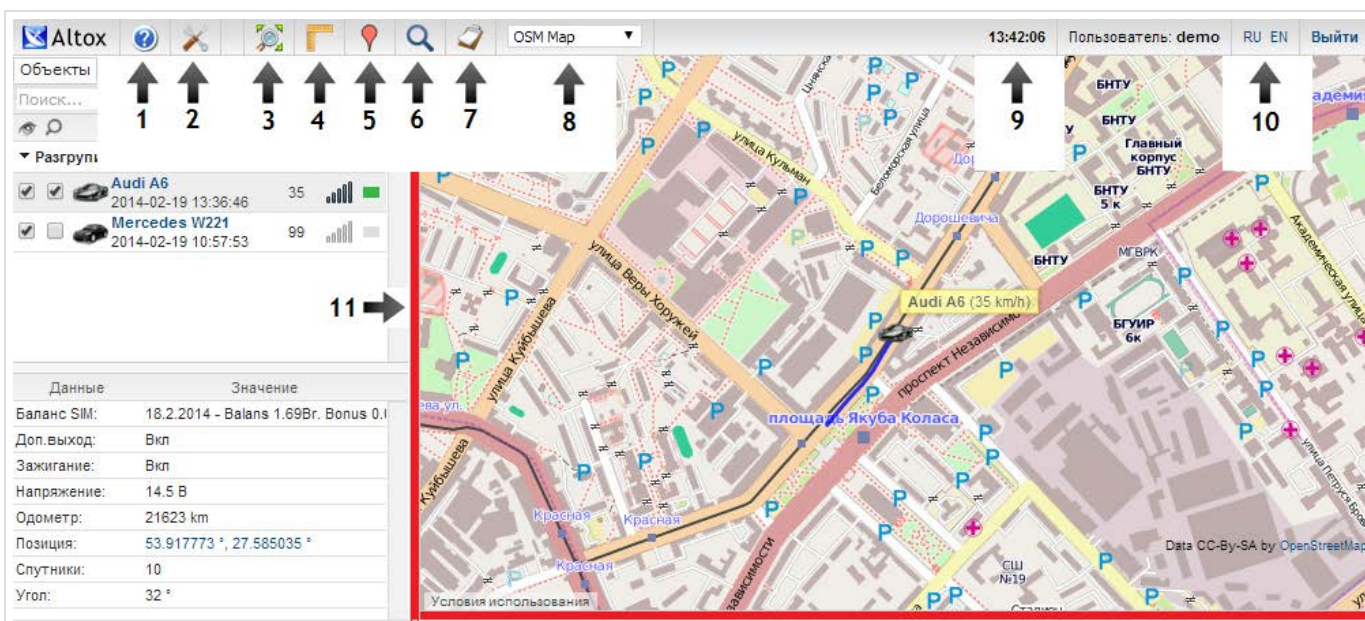 Altox
OSM Map
13:42:06
Пользователь: demo
RU EN
Выйти
Объекты
Поиск...
1
2
3
4
5
6
7
8
9
10
11
Audi A6
2014-02-19 13:36:46
35
Mercedes W221
2014-02-19 10:57:53
99
Данные Значение
Баланс SIM: 18.2.2014 - Balans 1.69Br. Bonus
Доп.выход: Вкл
Зажигание: Вкл
Напряжение: 14.5 В
Одометр: 21623 km
Позиция: 53.917773 °, 27.585035 °
Спутники: 10
Угол: 32 °
Audi A6 (35 km/h)
улица Кульман
Беломорская улица
Дорошевича
БНТУ
БНТУ
Главный
корпус
БНТУ
БНТУ
5 к
БНТУ
МГВРК
БГУИР
6к
Академическая улица
улица Веры Хоружей
улица Куйбышева
проспект
площадь Якуба Коласа
Красная
Красная
Красная
СШ
№19
Data CC-By-SA by OpenStreetMap
Условия использования